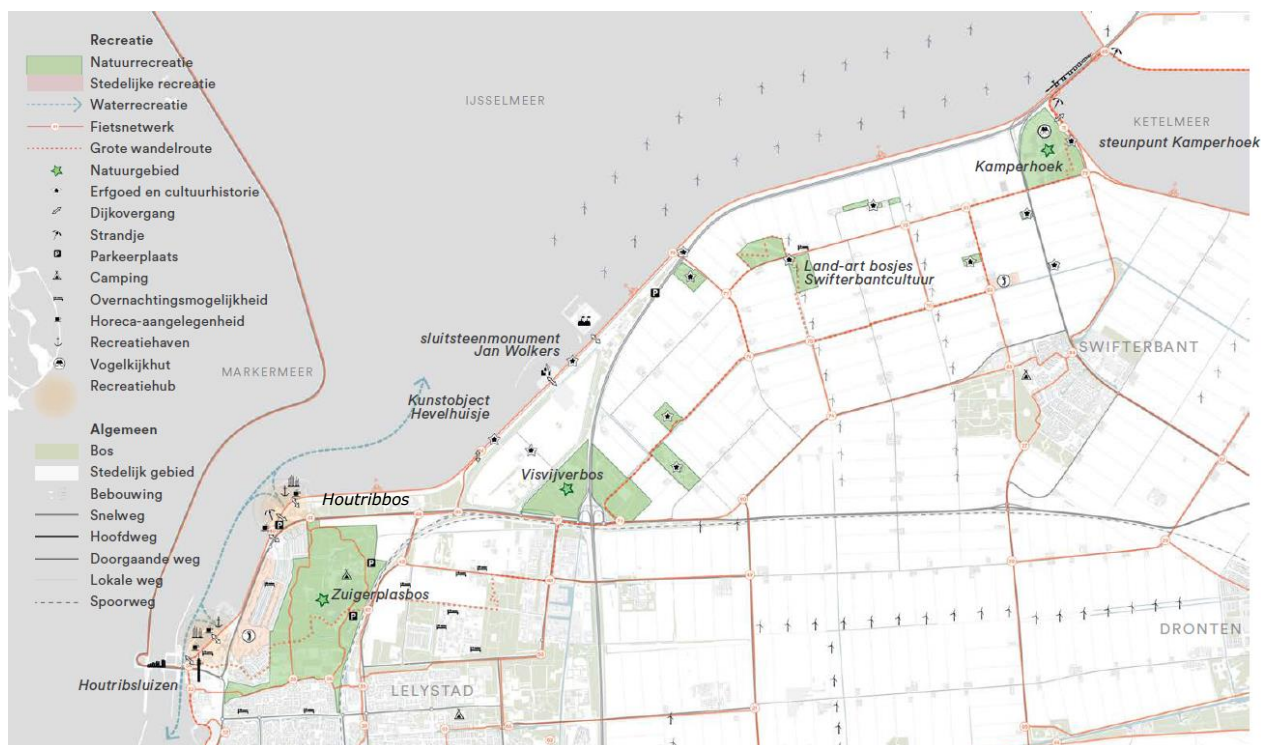 Recreatie
Natuurrecreatie
Stedelijke recreatie
Waterrecreatie
Fietsnetwerk
Grote wandelroute
Natuurgebied
Erfgoed en cultuurhistorie
Dijkovergang
Strandje
Parkeerplaats
Camping
Overnachtingsmogelijkheid
Horeca-aangelegenheid
Recreatiehaven
Vogelkijkhut
Recreatiehub
Algemeen
Bos
Stedelijk gebied
Bebouwing
Snelweg
Hoofdweg
Doorgaande weg
Lokale weg
Spoorweg
IJSSELMEER
KETELMEER
steunpunt Kamperhoek
Kamperhoek
Land-art bosjes
Swifterbantcultuur
sluitsteenmonument
Jan Wolkers
SWIFTERBANT
MARKERMEER
Kunstobject
Hevelhuisje
Visvijverbos
Houtribbos
Zuigerplasbos
DRONTEN
Houtribsluizen
LELYSTAD